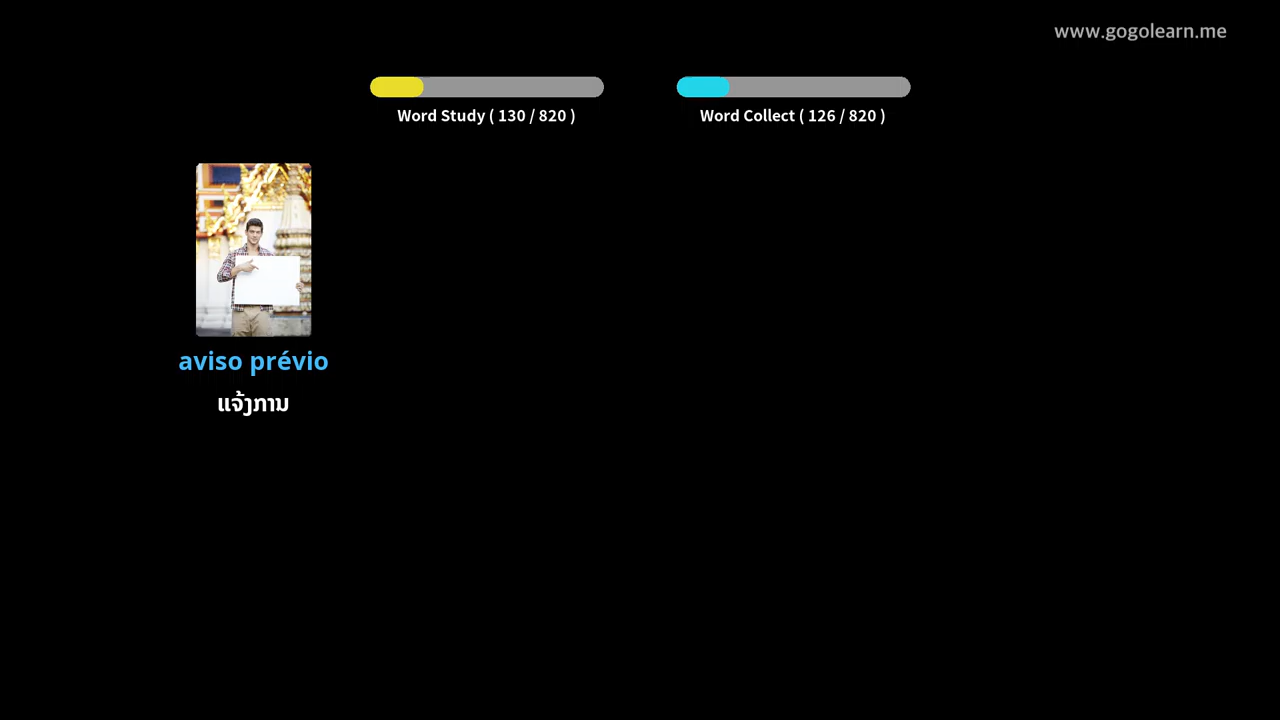 www.gogolearn.me
Word Study ( 130 / 820 )
Word Collect ( 126 / 820 )
aviso prévio
ແຈ້ງການ